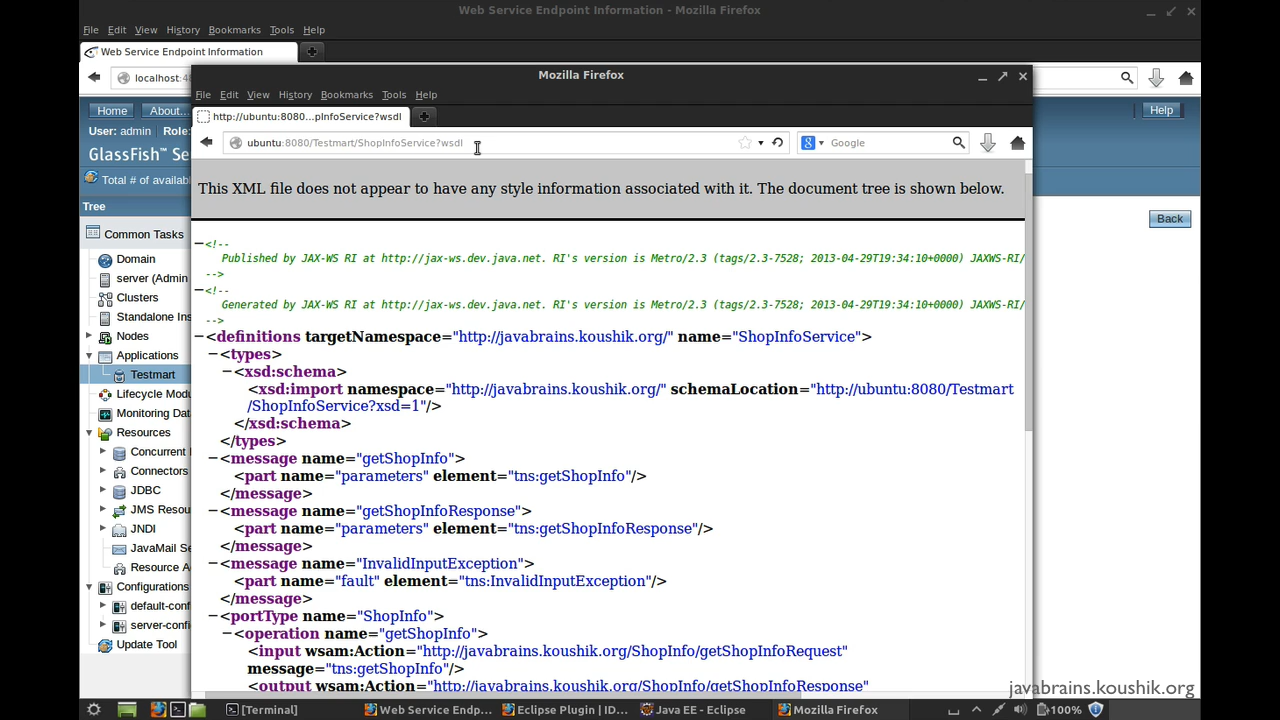 Web Service Endpoint Information - Mozilla Firefox
File Edit View History Bookmarks Tools Help
Web Service Endpoint Information
localhost:4
Home About...
Help
User: admin Role:
GlassFish™ Se
Total # of availab
Tree
Common Tasks
Domain
server (Admin
Clusters
Standalone Ins
Nodes
Applications
Testmart
Lifecycle Modu
Monitoring Dat
Resources
Concurrent
Connectors
JDBC
JMS Resou
JNDI
JavaMail Se
Resource A
Configurations
default-conf
server-confi
Update Tool
Back
Mozilla Firefox
File Edit View History Bookmarks Tools Help
http://ubuntu:8080...pInfoService?wsdl
ubuntu:8080/Testmart/ShopInfoService?wsdl
Google
This XML file does not appear to have any style information associated with it. The document tree is shown below.
−<!--
Published by JAX-WS RI at http://jax-ws.dev.java.net. RI's version is Metro/2.3 (tags/2.3-7528; 2013-04-29T19:34:10+0000) JAXWS-RI/
-->
−<!--
Generated by JAX-WS RI at http://jax-ws.dev.java.net. RI's version is Metro/2.3 (tags/2.3-7528; 2013-04-29T19:34:10+0000) JAXWS-RI/
-->
−<definitions targetNamespace="http://javabrains.koushik.org/" name="ShopInfoService">
−<types>
−<xsd:schema>
<xsd:import namespace="http://javabrains.koushik.org/" schemaLocation="http://ubuntu:8080/Testmart
/ShopInfoService?xsd=1"/>
</xsd:schema>
</types>
−<message name="getShopInfo">
<part name="parameters" element="tns:getShopInfo"/>
</message>
−<message name="getShopInfoResponse">
<part name="parameters" element="tns:getShopInfoResponse"/>
</message>
−<message name="InvalidInputException">
<part name="fault" element="tns:InvalidInputException"/>
</message>
−<portType name="ShopInfo">
−<operation name="getShopInfo">
<input wsam:Action="http://javabrains.koushik.org/ShopInfo/getShopInfoRequest"
message="tns:getShopInfo"/>
<output wsam:Action="http://javabrains.koushik.org/ShopInfo/getShopInfoResponse"
javabrains.koushik.org
[Terminal] Web Service Endp... Eclipse Plugin | ID... Java EE - Eclipse Mozilla Firefox 100%